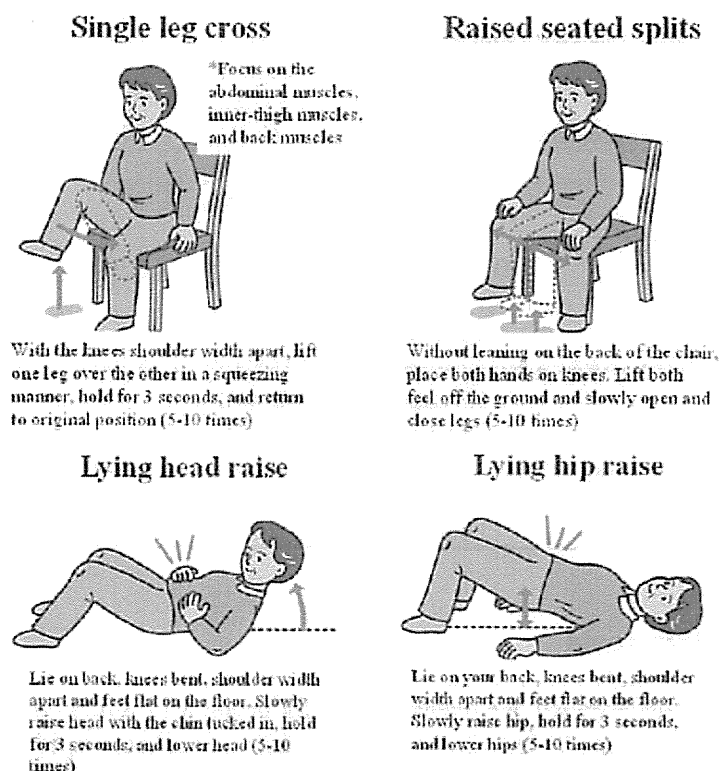 Single leg cross
*Focus on the
abdominal muscles,
inner-thigh muscles,
and back muscles
With the knees shoulder width apart, lift
one leg over the other in a squeezing
manner, hold for 3 seconds, and return
to original position (5-10 times)
Raised seated splits
Without leaning on the back of the chair,
place both hands on knees. Lift both
feel off the ground and slowly open and
close legs (5-10 times)
Lying head raise
Lie on back, knees bent, shoulder width
apart and feet flat on the floor. Slowly
raise head with the chin tucked in, hold
for 3 seconds, and lower head (5-10
times)
Lying hip raise
Lie on your back, knees bent, shoulder
width apart and feet flat on the floor.
Slowly raise hip, hold for 3 seconds,
and lower hips (5-10 times)